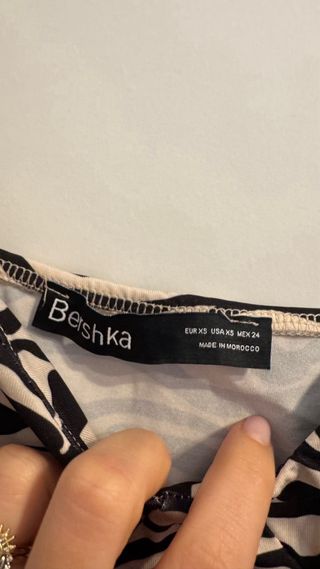 Bershka
EUR XS USA XS MEX 24
MADE IN MOROCCO